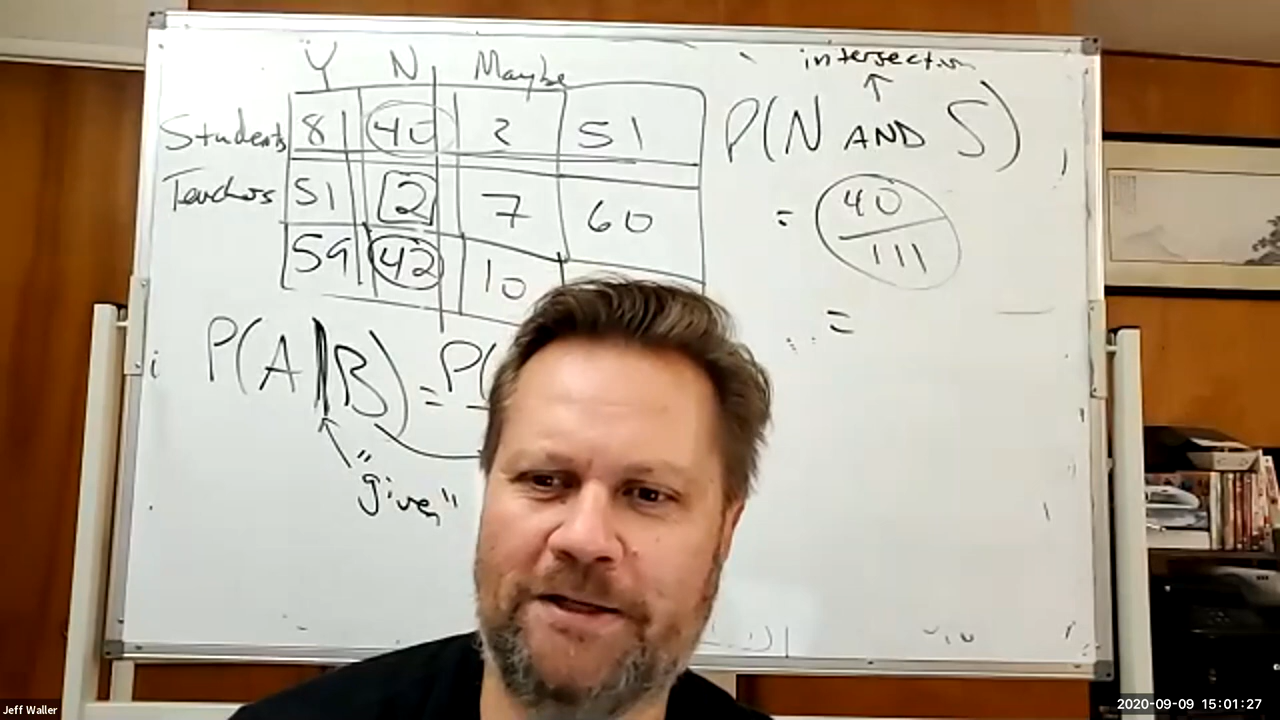 Y N Maybe
intersection
Students 8 40 2 51
P(N AND S)
Teachers 51 2 7 60
= 40/111
59 42 10
=
P(A|B) = P(
"given"
Jeff Waller
2020-09-09 15:01:27